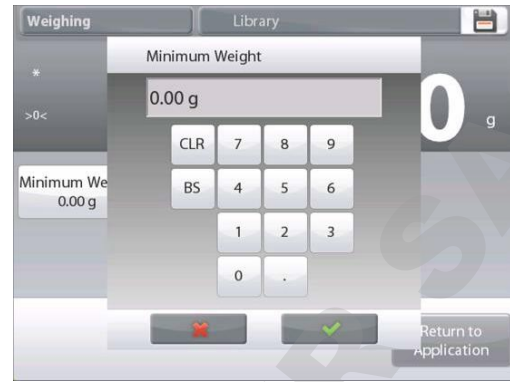 Weighing
Library
*
>0<
0 g
Minimum We
0.00 g
Minimum Weight
0.00 g
CLR 7 8 9
BS 4 5 6
1 2 3
0 .
Return to
Application